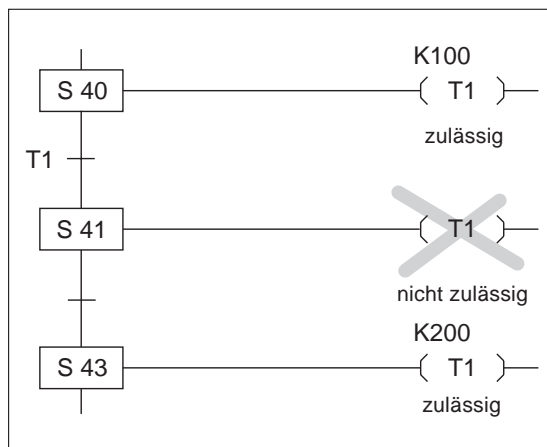 K100
S 40
T1
zulässig
T1
S 41
T1
nicht zulässig
K200
S 43
T1
zulässig